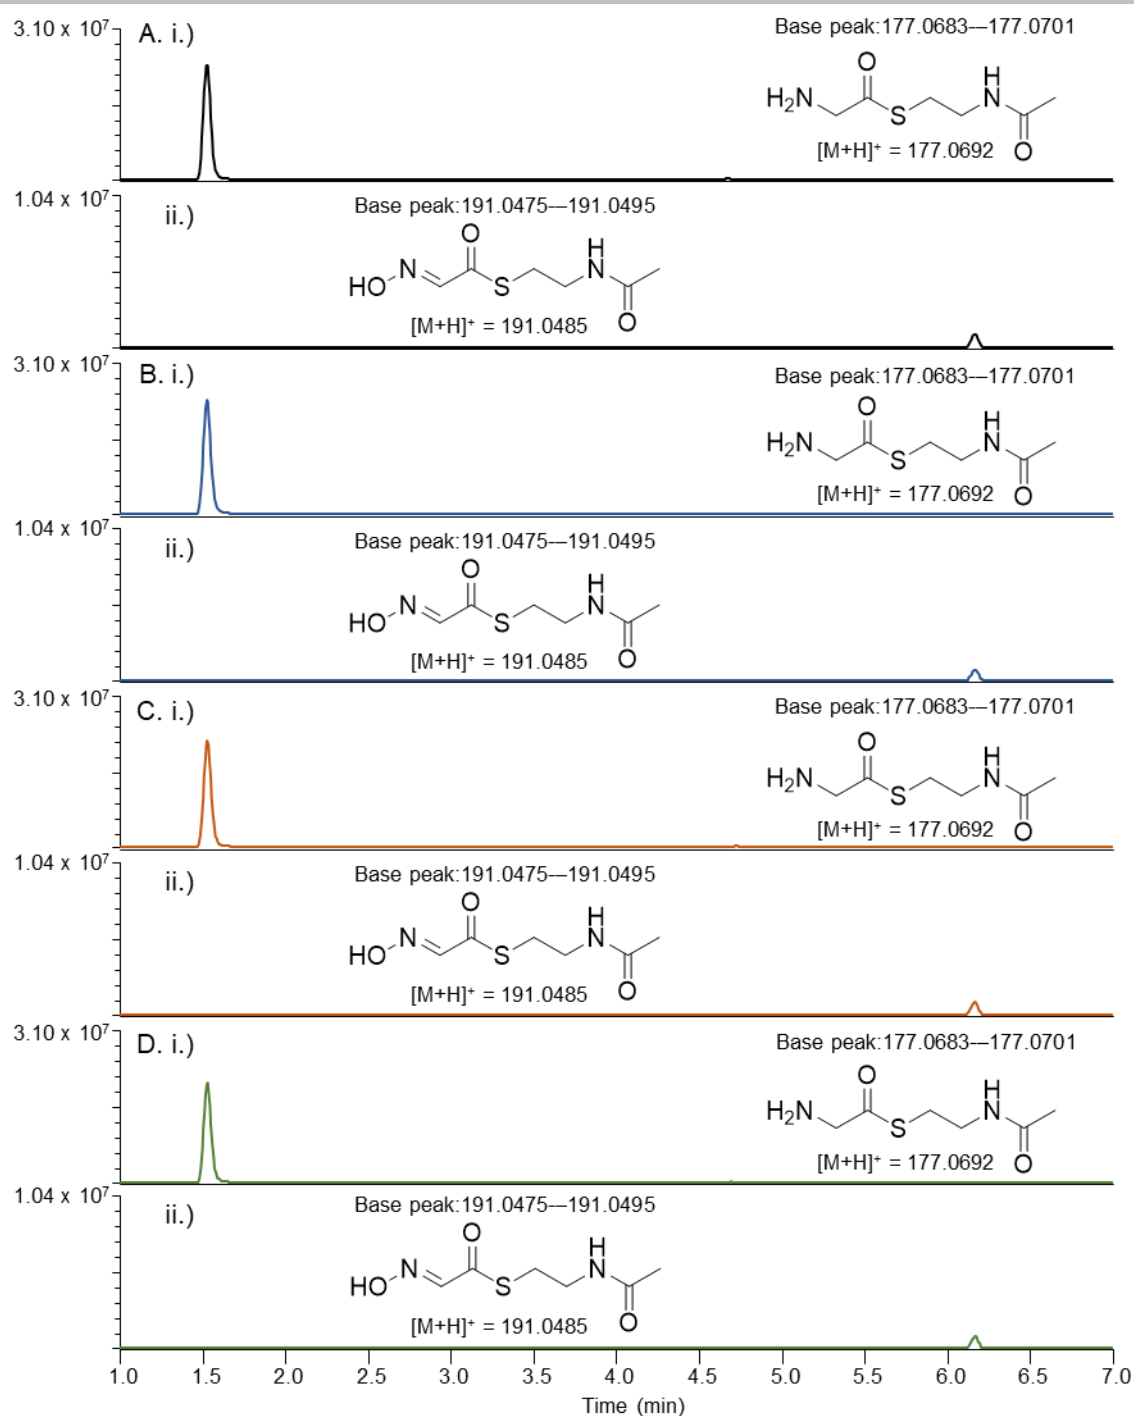 3.10 x 10⁷
A. i.)
Base peak:177.0683—177.0701
O
H
H₂N
N
S
O
[M+H]⁺ = 177.0692
1.04 x 10⁷
ii.)
Base peak:191.0475—191.0495
O
H
N
N
HO
S
O
[M+H]⁺ = 191.0485
3.10 x 10⁷
B. i.)
Base peak:177.0683—177.0701
O
H
H₂N
N
S
O
[M+H]⁺ = 177.0692
1.04 x 10⁷
ii.)
Base peak:191.0475—191.0495
O
H
N
N
HO
S
O
[M+H]⁺ = 191.0485
3.10 x 10⁷
C. i.)
Base peak:177.0683—177.0701
O
H
H₂N
N
S
O
[M+H]⁺ = 177.0692
1.04 x 10⁷
ii.)
Base peak:191.0475—191.0495
O
H
N
N
HO
S
O
[M+H]⁺ = 191.0485
3.10 x 10⁷
D. i.)
Base peak:177.0683—177.0701
O
H
H₂N
N
S
O
[M+H]⁺ = 177.0692
1.04 x 10⁷
ii.)
Base peak:191.0475—191.0495
O
H
N
N
HO
S
O
[M+H]⁺ = 191.0485
1.0 1.5 2.0 2.5 3.0 3.5 4.0 4.5 5.0 5.5 6.0 6.5 7.0
Time (min)